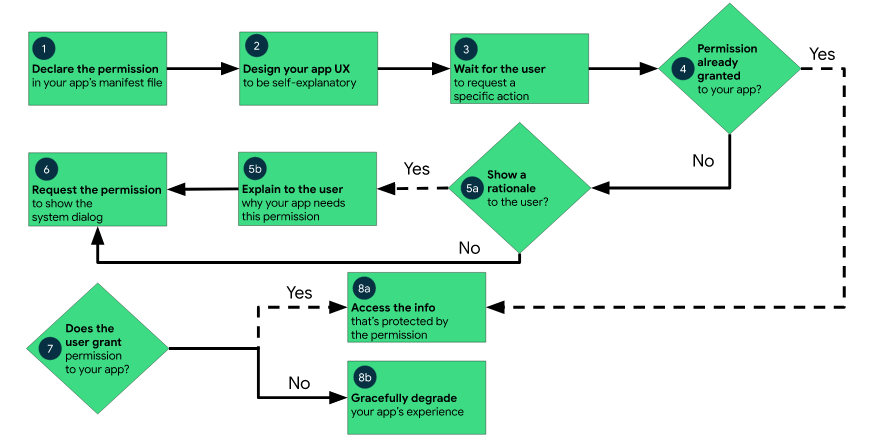 1
Declare the permission
in your app's manifest file
2
Design your app UX
to be self-explanatory
3
Wait for the user
to request a
specific action
4
Permission
already
granted
to your app?
Yes
No
5a
Show a
rationale
to the user?
Yes
5b
Explain to the user
why your app needs
this permission
No
6
Request the permission
to show the
system dialog
7
Does the
user grant
permission
to your app?
Yes
8a
Access the info
that's protected by
the permission
No
8b
Gracefully degrade
your app's experience